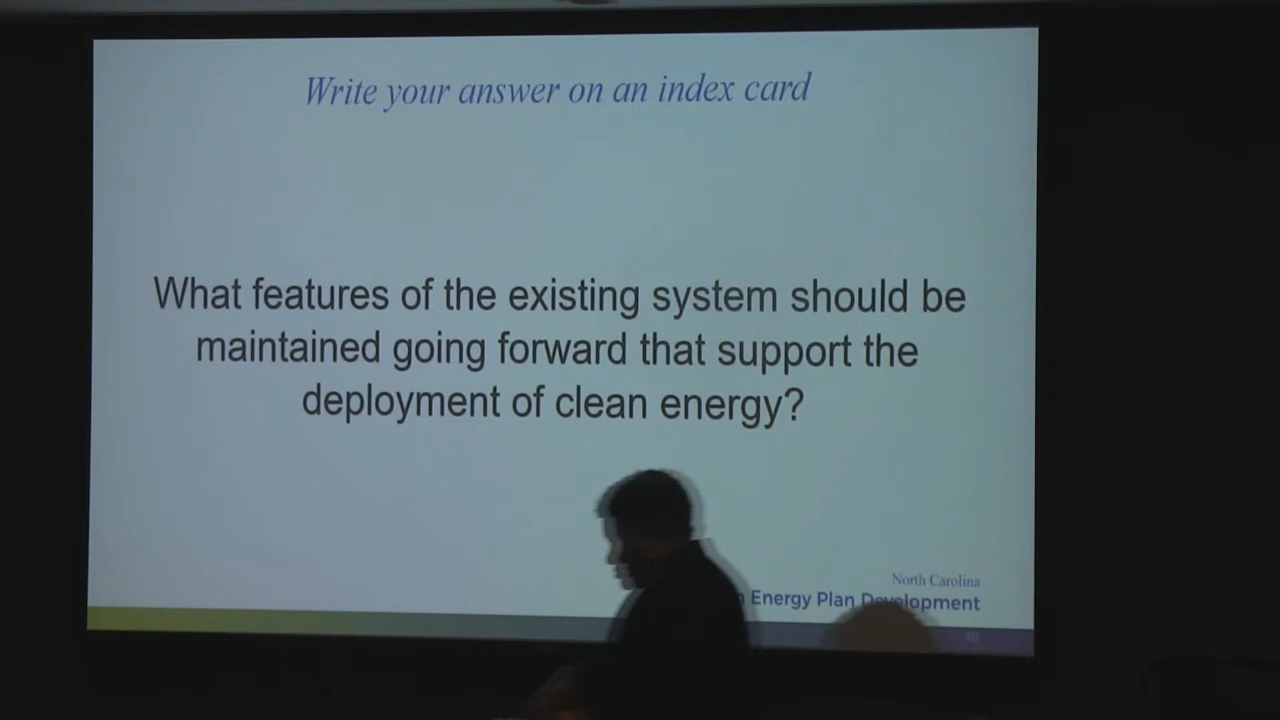 Write your answer on an index card
What features of the existing system should be
maintained going forward that support the
deployment of clean energy?
North Carolina
Energy Plan Development
40